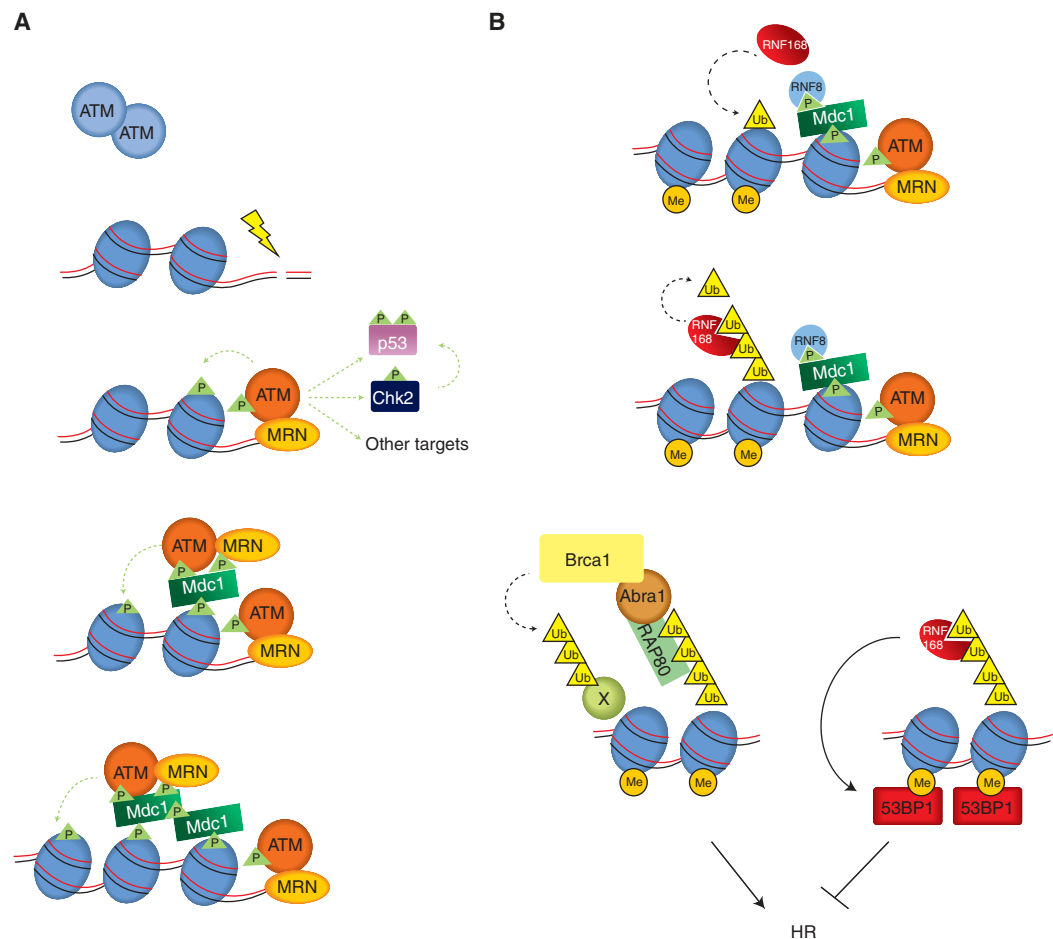 A
ATM
ATM
P
P
p53
P
Chk2
P
P
ATM
MRN
Other targets
ATM
MRN
P
P
Mdc1
P
P
P
ATM
MRN
ATM
MRN
P
P
Mdc1
P
Mdc1
P
P
P
P
ATM
MRN
B
RNF168
RNF8
P
Ub
Mdc1
P
P
ATM
MRN
Me
Me
Ub
RNF
168
Ub
Ub
Ub
RNF8
P
Mdc1
P
P
ATM
MRN
Me
Me
Brca1
Abra1
RAP80
Ub
Ub
Ub
X
Ub
Ub
Ub
Ub
Me
Me
RNF
168
Ub
Ub
Ub
Ub
Me
Me
53BP1
53BP1
HR